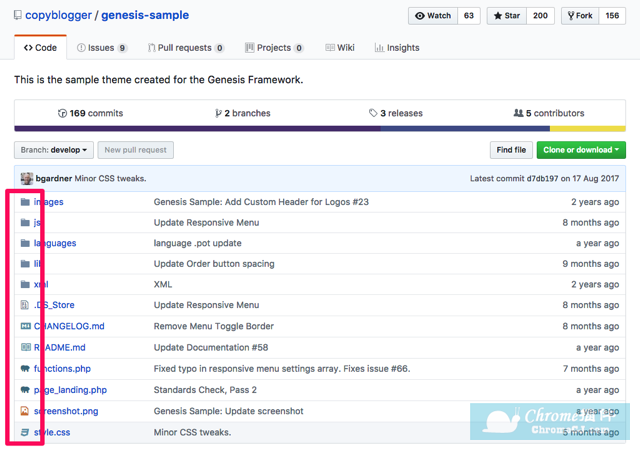 copyblogger / genesis-sample
Watch 63 Star 200 Fork 156
Code Issues 9 Pull requests 0 Projects 0 Wiki Insights
This is the sample theme created for the Genesis Framework.
169 commits 2 branches 3 releases 5 contributors
Branch: develop New pull request Find file Clone or download
bgardner Minor CSS tweaks. Latest commit d7db197 on 17 Aug 2017
images Genesis Sample: Add Custom Header for Logos #23 2 years ago
js Update Responsive Menu 8 months ago
languages language .pot update a year ago
lib Update Order button spacing 9 months ago
xml XML 2 years ago
.DS_Store Update Responsive Menu 8 months ago
CHANGELOG.md Remove Menu Toggle Border 8 months ago
README.md Update Documentation #58 a year ago
functions.php Fixed typo in responsive menu settings array. Fixes issue #66. 7 months ago
page_landing.php Standards Check, Pass 2 a year ago
screenshot.png Genesis Sample: Update screenshot a year ago
style.css Minor CSS tweaks. 5 months ago